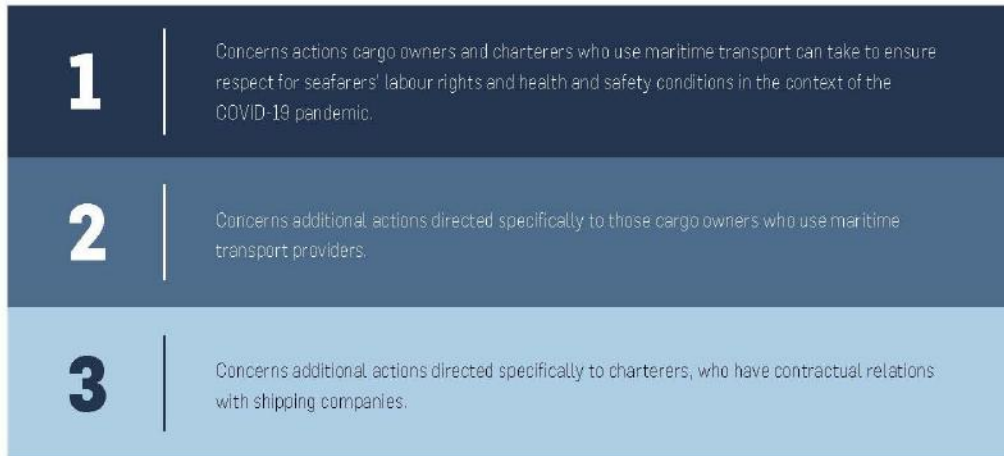 1
Concerns actions cargo owners and charterers who use maritime transport can take to ensure
respect for seafarers' labour rights and health and safety conditions in the context of the
COVID-19 pandemic.
2
Concerns additional actions directed specifically to those cargo owners who use maritime
transport providers.
3
Concerns additional actions directed specifically to charterers, who have contractual relations
with shipping companies.